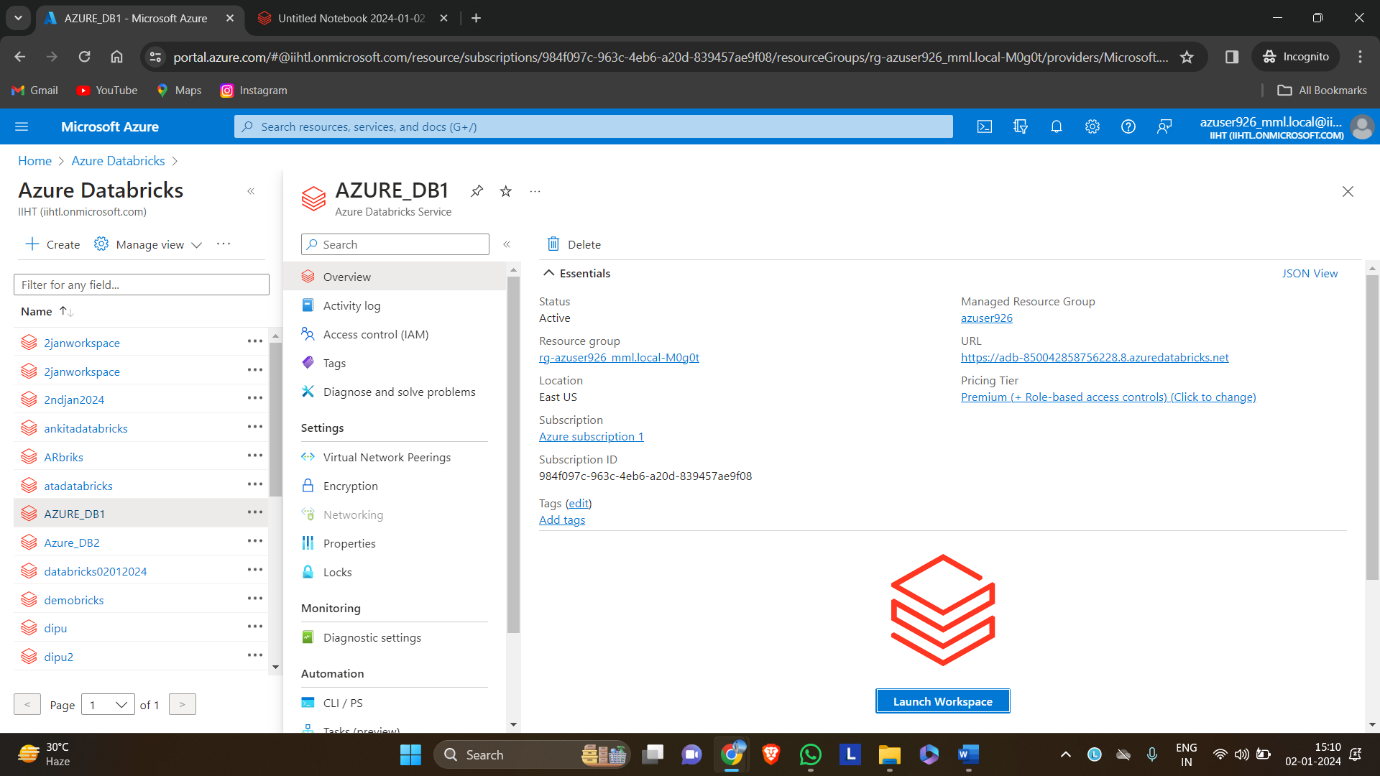 AZURE_DB1 - Microsoft Azure
Untitled Notebook 2024-01-02
portal.azure.com/#@iihtl.onmicrosoft.com/resource/subscriptions/984f097c-963c-4eb6-a20d-839457ae9f08/resourceGroups/rg-azuser926_mml.local-M0g0t/providers/Microsoft....
Incognito
Gmail
YouTube
Maps
Instagram
All Bookmarks
Microsoft Azure
Search resources, services, and docs (G+/)
azuser926_mml.local@ii...
IIHT (IIHTL.ONMICROSOFT.COM)
Home > Azure Databricks >
Azure Databricks
IIHT (iihtl.onmicrosoft.com)
Create
Manage view
Filter for any field...
Name
2janworkspace
2janworkspace
2ndjan2024
ankitadatabricks
ARbriks
atadatabricks
AZURE_DB1
Azure_DB2
databricks02012024
demobricks
dipu
dipu2
< Page 1 of 1 >
AZURE_DB1
Azure Databricks Service
Search
Overview
Activity log
Access control (IAM)
Tags
Diagnose and solve problems
Settings
Virtual Network Peerings
Encryption
Networking
Properties
Locks
Monitoring
Diagnostic settings
Automation
CLI / PS
Tasks (preview)
Delete
Essentials
JSON View
Status
Active
Resource group
rg-azuser926_mml.local-M0g0t
Location
East US
Subscription
Azure subscription 1
Subscription ID
984f097c-963c-4eb6-a20d-839457ae9f08
Tags (edit)
Add tags
Managed Resource Group
azuser926
URL
https://adb-850042858756228.8.azuredatabricks.net
Pricing Tier
Premium (+ Role-based access controls) (Click to change)
Launch Workspace
30°C
Haze
Search
L
W
ENG
IN
15:10
02-01-2024